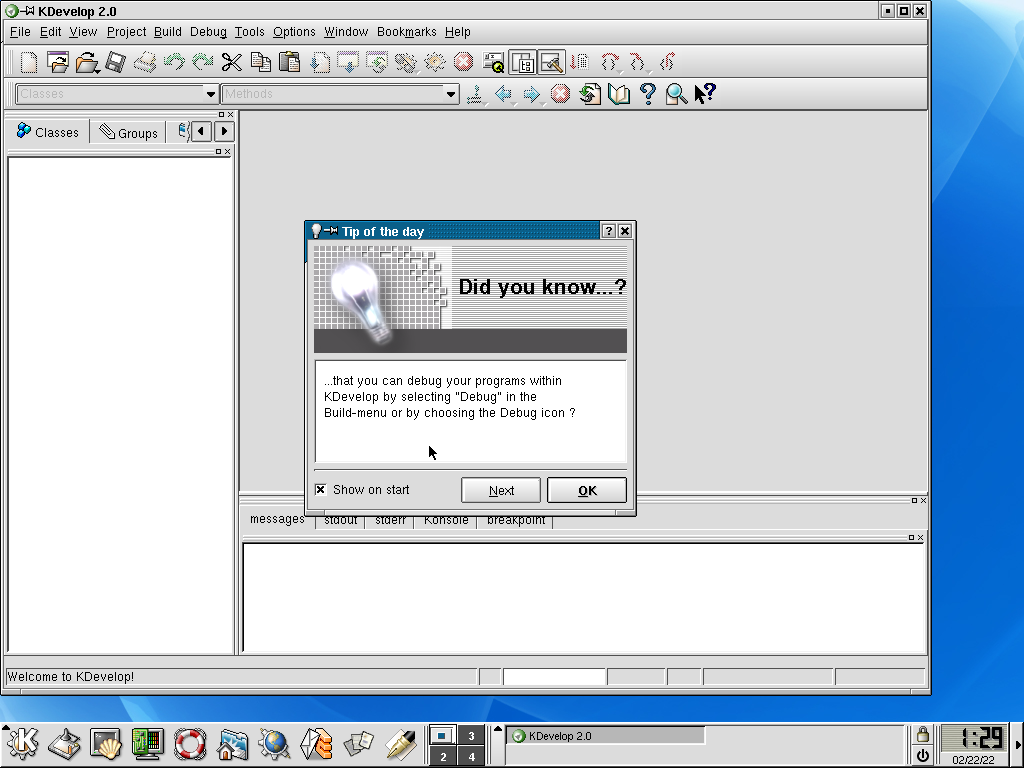 KDevelop 2.0
File Edit View Project Build Debug Tools Options Window Bookmarks Help
Classes Methods
Classes Groups
Tip of the day
Did you know...?
...that you can debug your programs within
KDevelop by selecting "Debug" in the
Build-menu or by choosing the Debug icon ?
Show on start Next OK
messages stdout stderr Konsole breakpoint
Welcome to KDevelop!
3
2 4
KDevelop 2.0
1:29
02/22/22